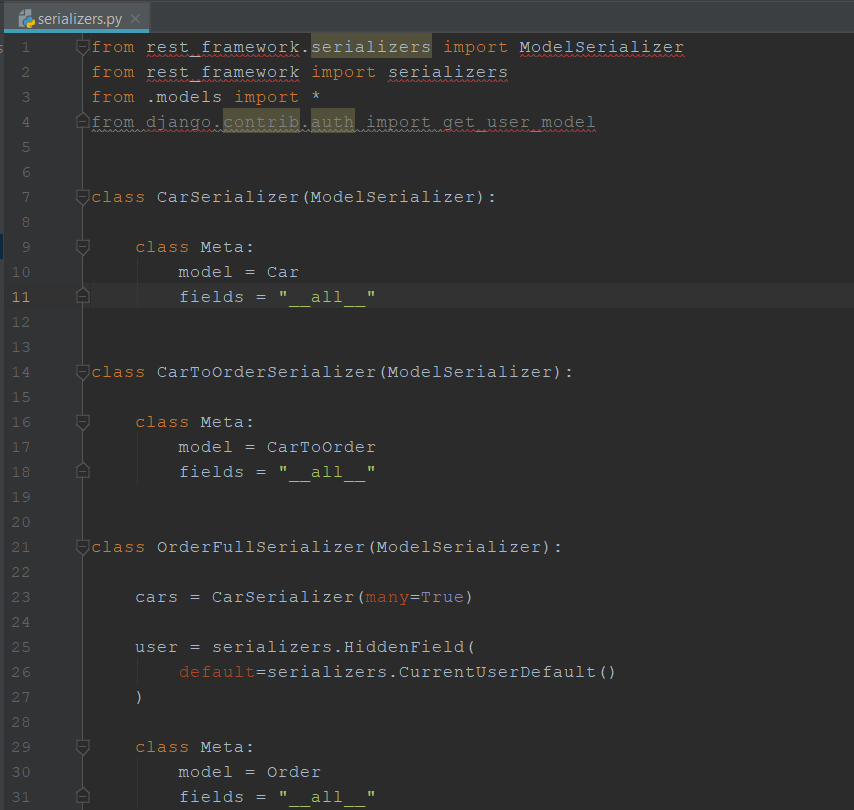 serializers.py
1 from rest_framework.serializers import ModelSerializer
2 from rest_framework import serializers
3 from .models import *
4 from django.contrib.auth import get_user_model
5
6
7 class CarSerializer(ModelSerializer):
8
9     class Meta:
10         model = Car
11         fields = "__all__"
12
13
14 class CarToOrderSerializer(ModelSerializer):
15
16     class Meta:
17         model = CarToOrder
18         fields = "__all__"
19
20
21 class OrderFullSerializer(ModelSerializer):
22
23     cars = CarSerializer(many=True)
24
25     user = serializers.HiddenField(
26         default=serializers.CurrentUserDefault()
27     )
28
29     class Meta:
30         model = Order
31         fields = "__all__"